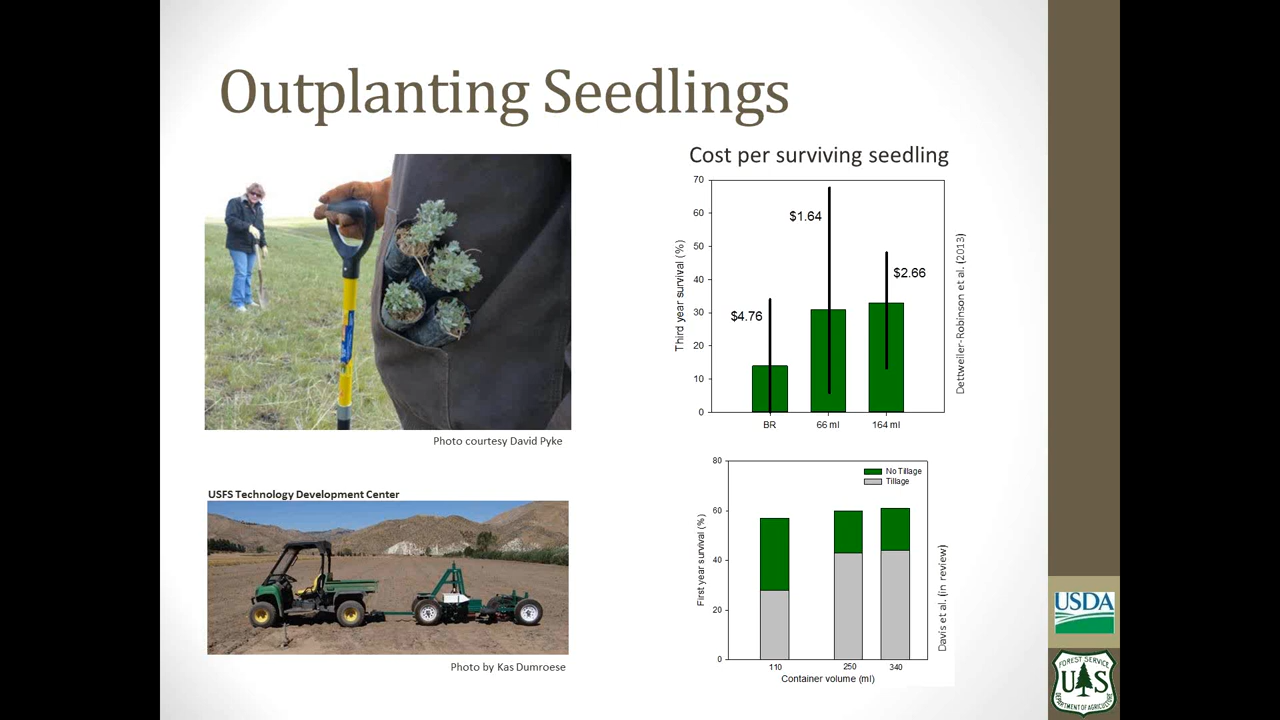 Outplanting Seedlings
Photo courtesy David Pyke
USFS Technology Development Center
Photo by Kas Dumroese
Cost per surviving seedling
Third year survival (%)
70
60
50
40
30
20
10
0
$4.76
$1.64
$2.66
BR
66 ml
164 ml
Dettweiler-Robinson et al. (2013)
First year survival (%)
80
60
40
20
0
No Tillage
Tillage
110
250
340
Container volume (ml)
Davis et al. (in review)
USDA
FOREST SERVICE
US
DEPARTMENT OF AGRICULTURE